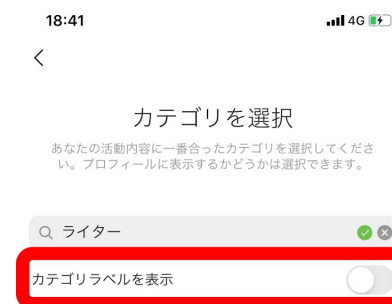 18:41
4G
カテゴリを選択
あなたの活動内容に一番合ったカテゴリを選択してくださ
い。プロフィールに表示するかどうかは選択できます。
ライター
カテゴリラベルを表示